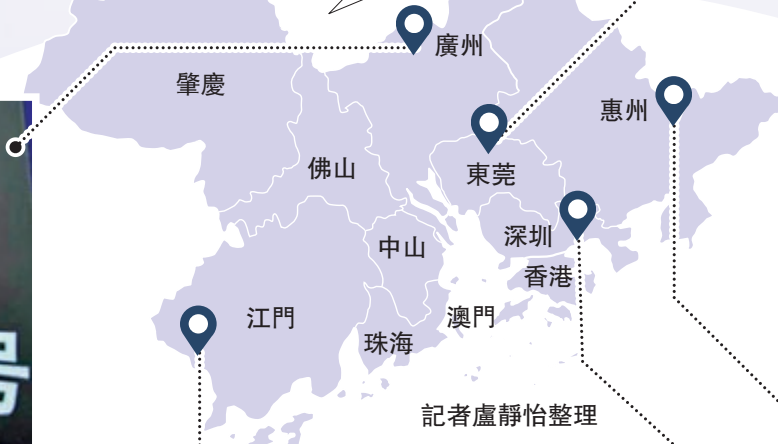 廣州
肇慶
惠州
佛山
東莞
中山
深圳
香港
江門
澳門
珠海
記者盧靜怡整理